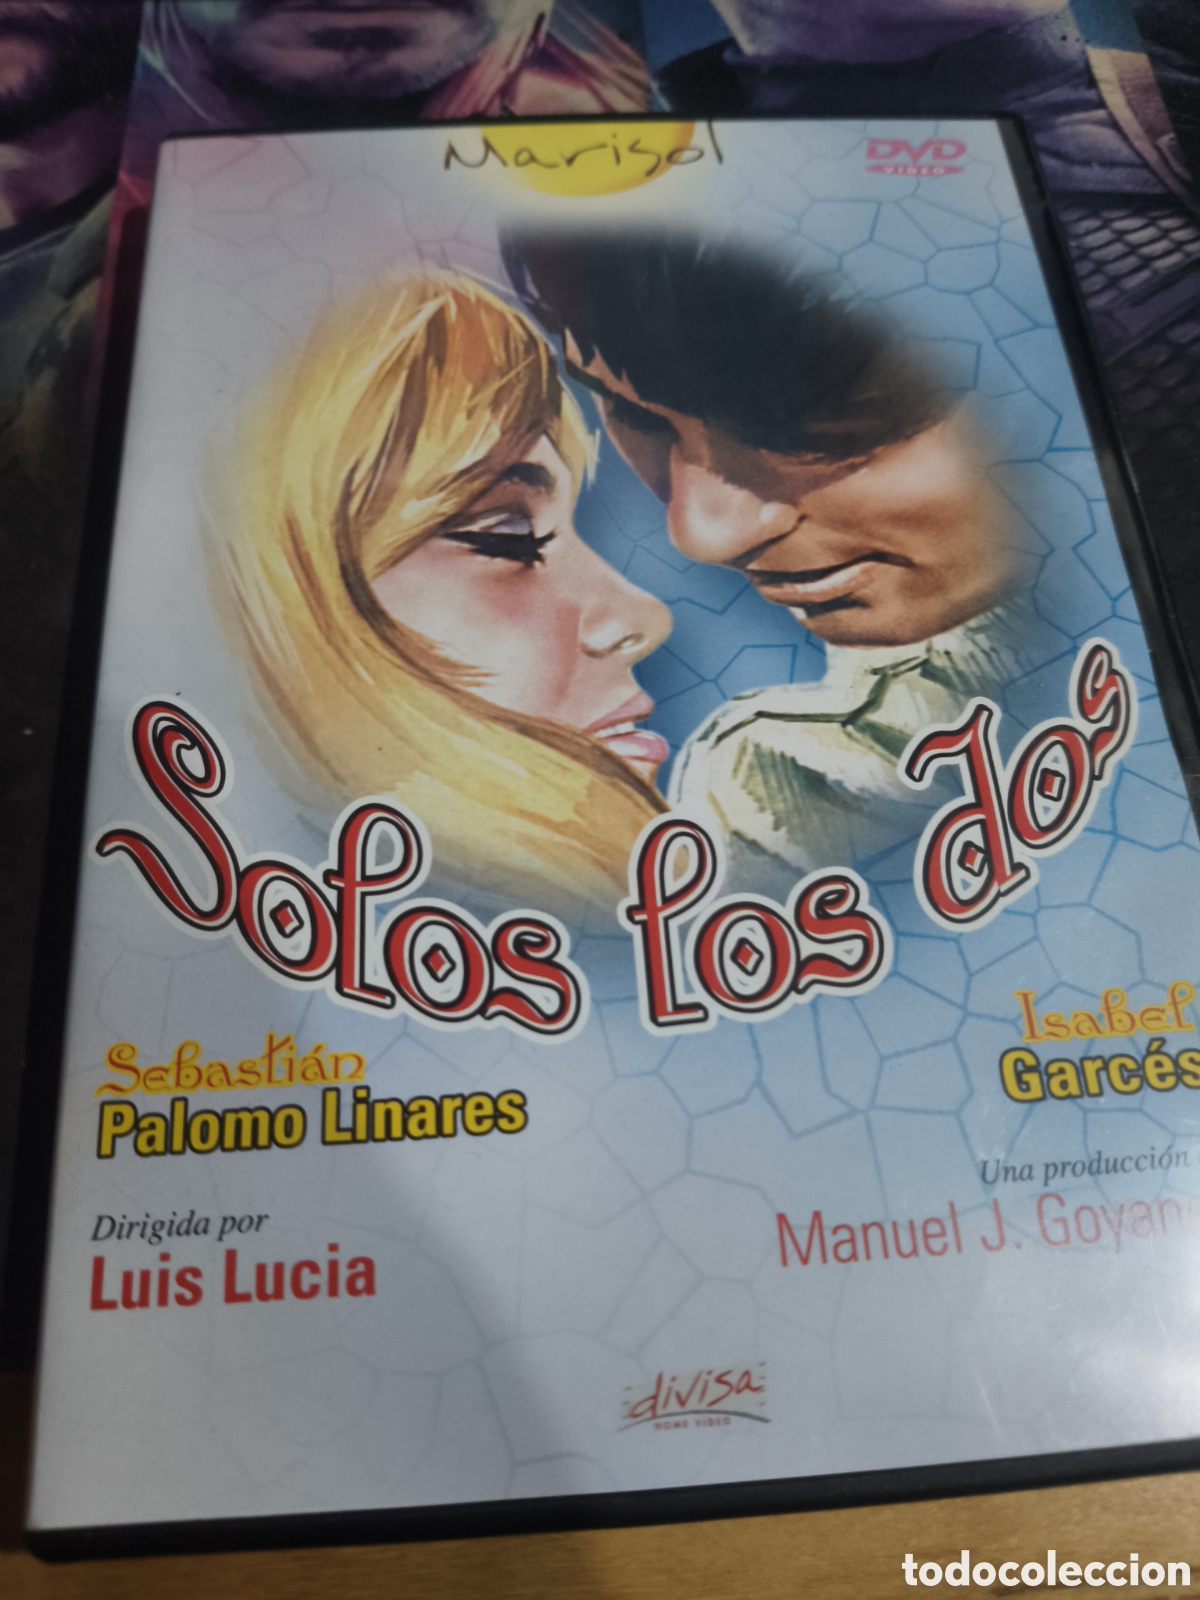 Marisol
DVD
VIDEO
Solos los dos
Sebastián
Palomo Linares
Isabel
Garcés
Dirigida por
Luis Lucia
Una producción
Manuel J.
divisa
HOME VIDEO
todocoleccion